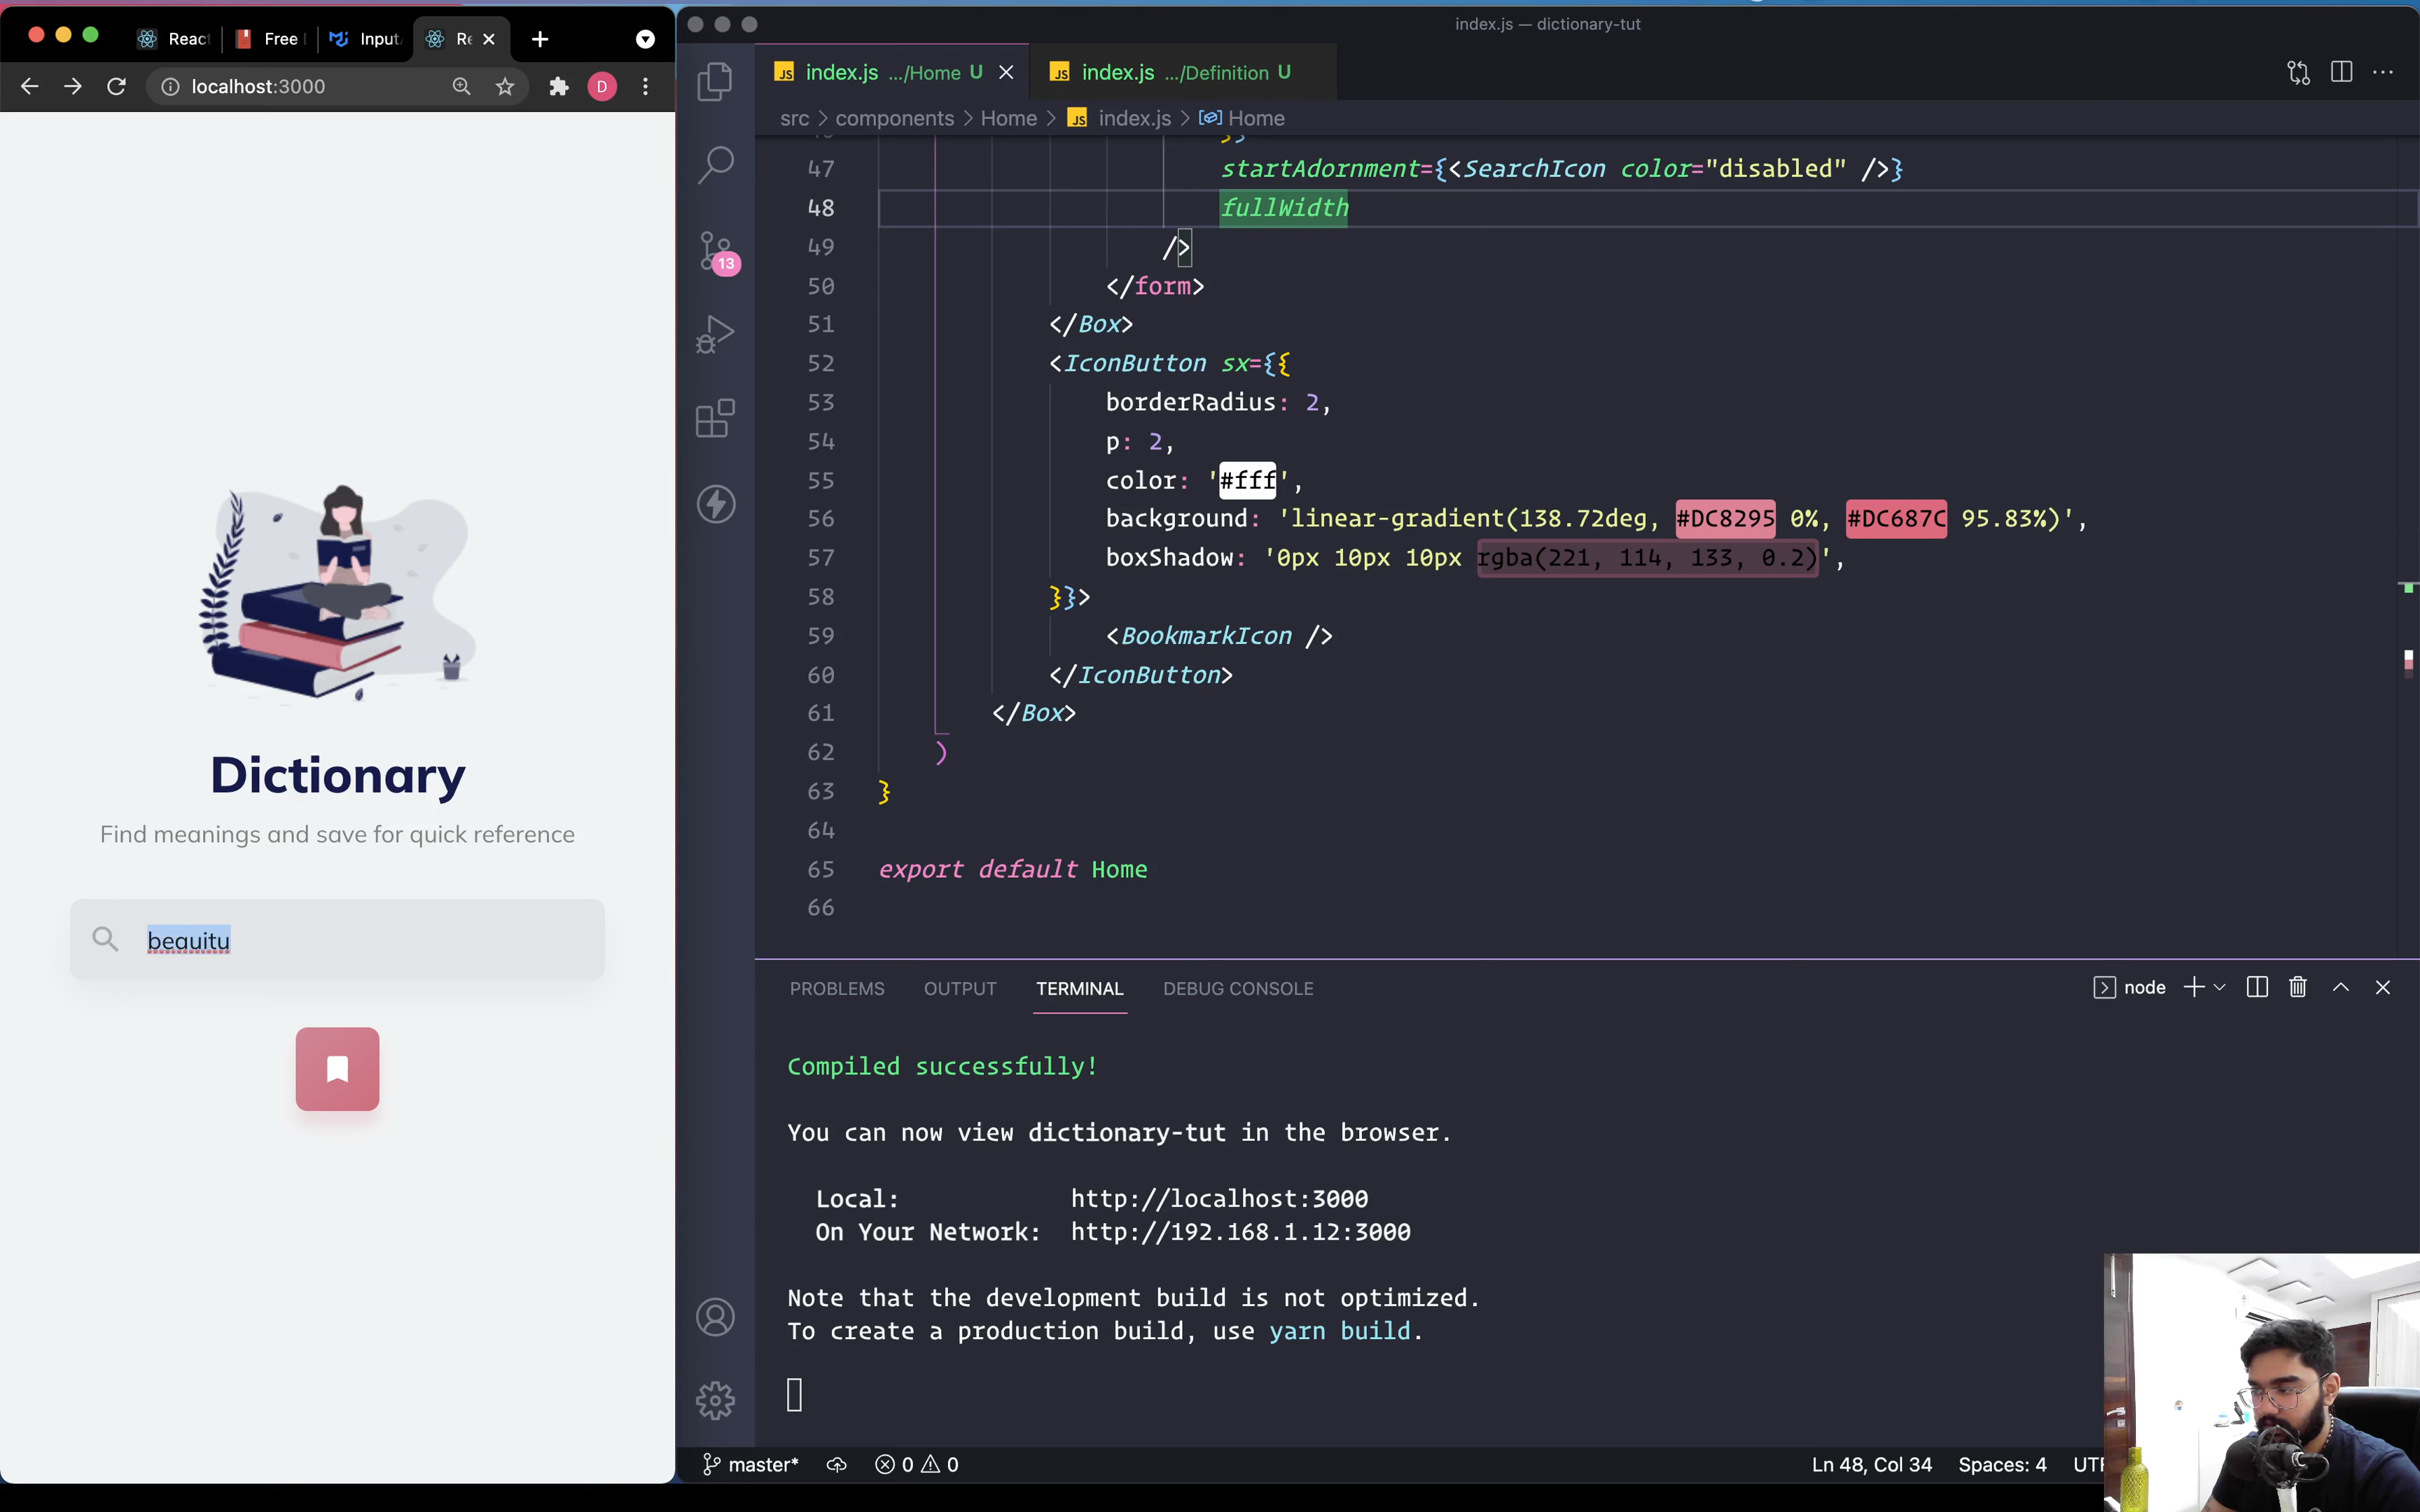 React
Free
Input
Re
localhost:3000
D
Dictionary
Find meanings and save for quick reference
beauitu
index.js — dictionary-tut
JS index.js .../Home U
JS index.js .../Definition U
src > components > Home > JS index.js > Home
13
}}
47 startAdornment={<SearchIcon color="disabled" />}
48 fullWidth
49 />
50 </form>
51 </Box>
52 <IconButton sx={{
53 borderRadius: 2,
54 p: 2,
55 color: '#fff',
56 background: 'linear-gradient(138.72deg, #DC8295 0%, #DC687C 95.83%)',
57 boxShadow: '0px 10px 10px rgba(221, 114, 133, 0.2)',
58 }}>
59 <BookmarkIcon />
60 </IconButton>
61 </Box>
62 )
63 }
64
65 export default Home
66
PROBLEMS OUTPUT TERMINAL DEBUG CONSOLE
node
Compiled successfully!
You can now view dictionary-tut in the browser.
Local: http://localhost:3000
On Your Network: http://192.168.1.12:3000
Note that the development build is not optimized.
To create a production build, use yarn build.
master* 0 0
Ln 48, Col 34 Spaces: 4 UTF